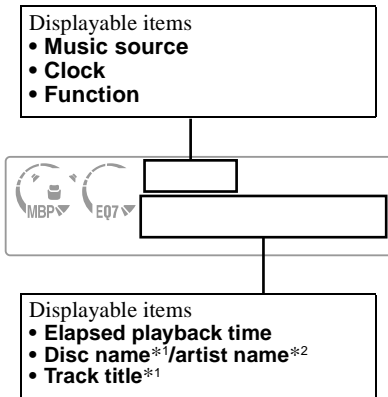 Displayable items
• Music source
• Clock
• Function
MBP EQ7
Displayable items
• Elapsed playback time
• Disc name*1/artist name*2
• Track title*1